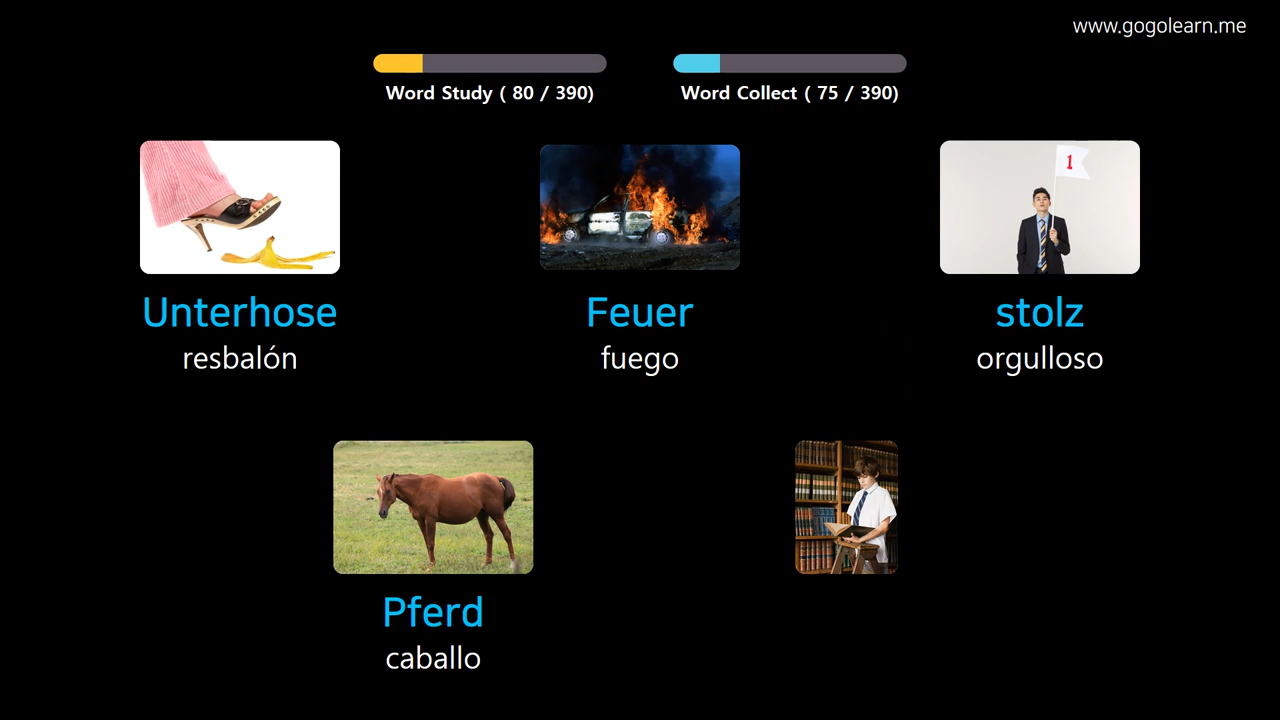 www.gogolearn.me
Word Study ( 80 / 390)
Word Collect ( 75 / 390)
Unterhose
resbalón
Feuer
fuego
1
stolz
orgulloso
Pferd
caballo